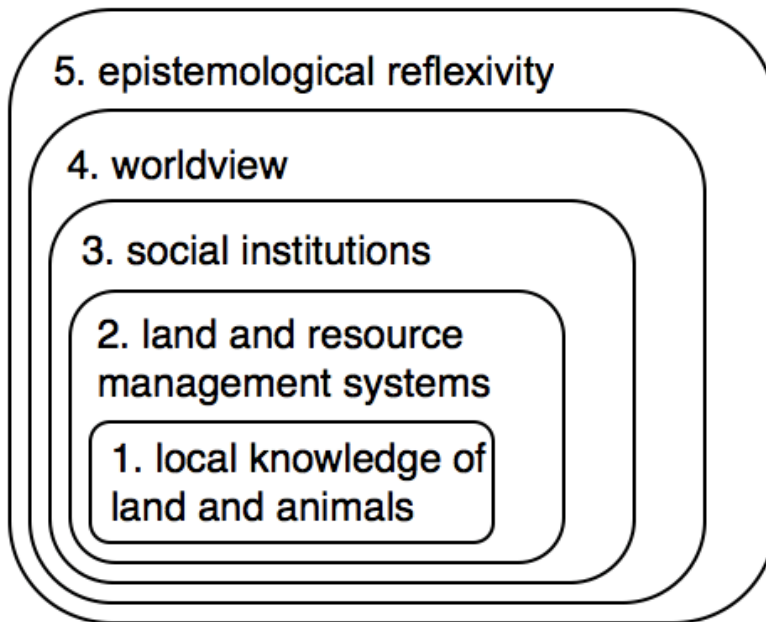 5. epistemological reflexivity
4. worldview
3. social institutions
2. land and resource
management systems
1. local knowledge of
land and animals